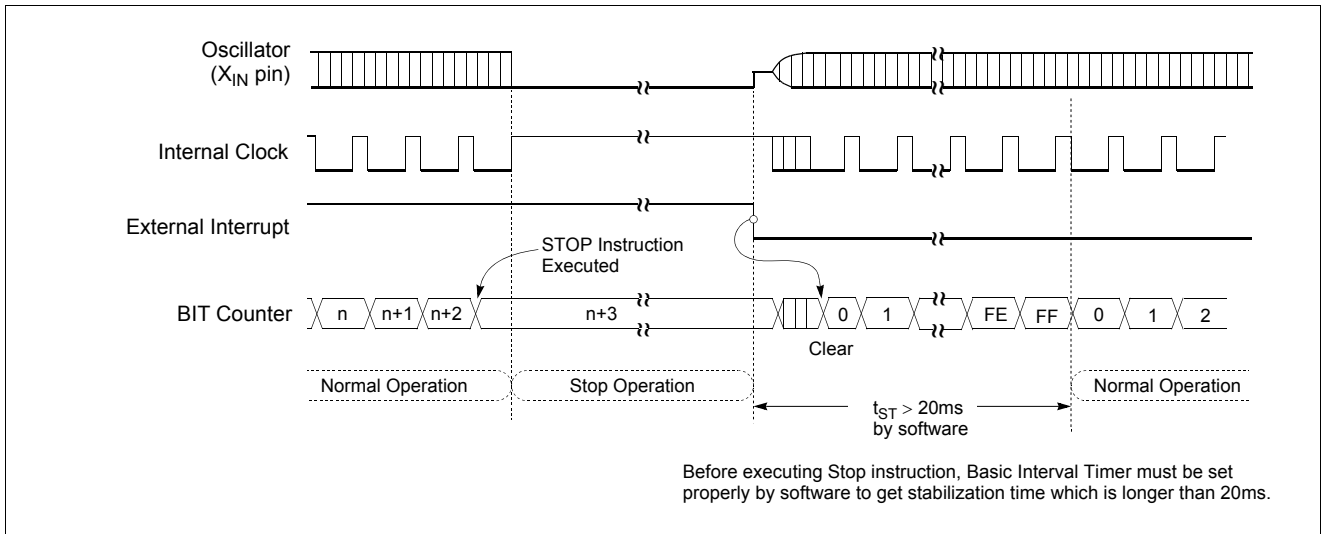 Oscillator
(XIN pin)
Internal Clock
External Interrupt
STOP Instruction
Executed
BIT Counter
n
n+1
n+2
n+3
0
1
FE
FF
0
1
2
Clear
Normal Operation
Stop Operation
Normal Operation
tST > 20ms
by software
Before executing Stop instruction, Basic Interval Timer must be set
properly by software to get stabilization time which is longer than 20ms.